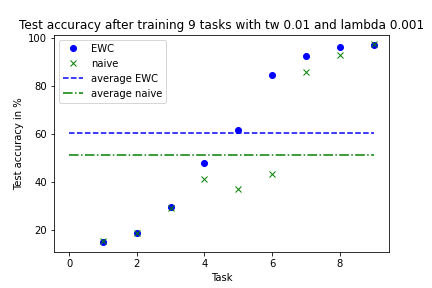 Test accuracy after training 9 tasks with tw 0.01 and lambda 0.001
100
80
60
40
20
Test accuracy in %
EWC
naive
average EWC
average naive
0 2 4 6 8
Task